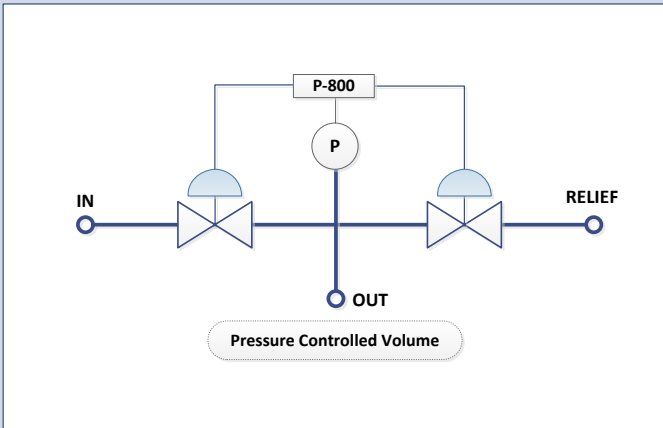 P-800
P
IN
RELIEF
OUT
Pressure Controlled Volume